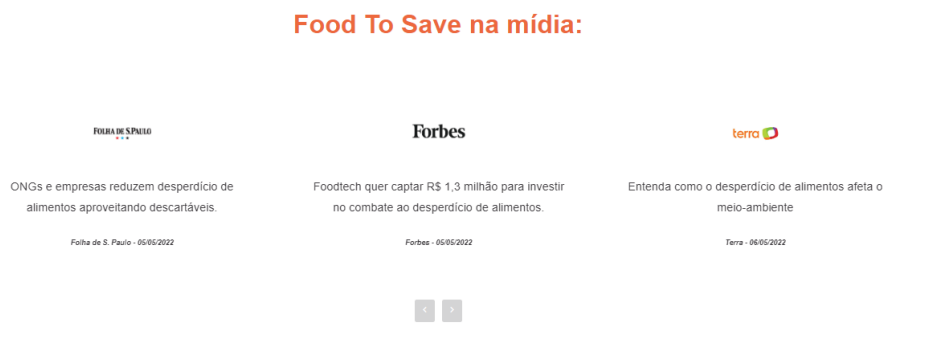 Food To Save na mídia:
FOLHA DE S.PAULO
Forbes
terra
ONGs e empresas reduzem desperdício de
alimentos aproveitando descartáveis.
Folha de S. Paulo - 05/05/2022
Foodtech quer captar R$ 1,3 milhão para investir
no combate ao desperdício de alimentos.
Forbes - 05/05/2022
Entenda como o desperdício de alimentos afeta o
meio-ambiente
Terra - 06/05/2022